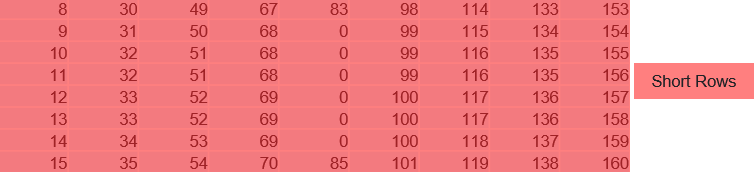 8 30 49 67 83 98 114 133 153
9 31 50 68 0 99 115 134 154
10 32 51 68 0 99 116 135 155
11 32 51 68 0 99 116 135 156
Short Rows
12 33 52 69 0 100 117 136 157
13 33 52 69 0 100 117 136 158
14 34 53 69 0 100 118 137 159
15 35 54 70 85 101 119 138 160